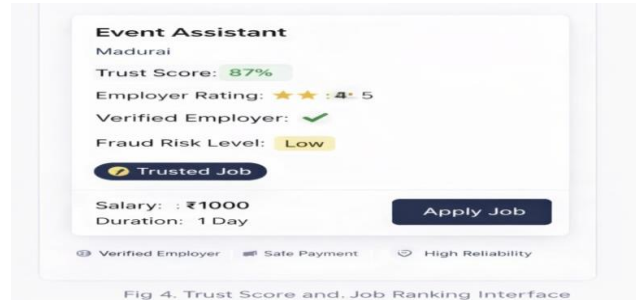 Event Assistant
Madurai
Trust Score: 87%
Employer Rating: ★★ : 4 5
Verified Employer: ✔
Fraud Risk Level: Low
Trusted Job
Salary: : ₹1000
Duration: 1 Day
Apply Job
Verified Employer Safe Payment High Reliability
Fig 4. Trust Score and. Job Ranking Interface